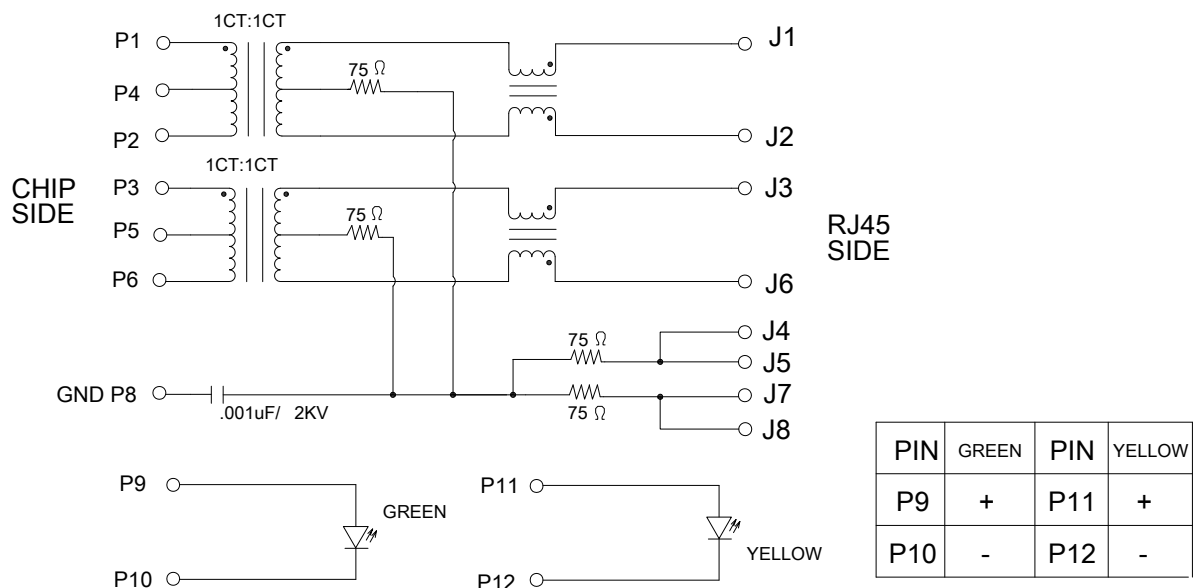 1CT:1CT
P1
J1
75 Ω
P4
P2
J2
1CT:1CT
CHIP
SIDE
P3
J3
75 Ω
P5
RJ45
SIDE
P6
J6
75 Ω
J4
J5
GND P8
.001uF/ 2KV
75 Ω
J7
J8
P9
GREEN
P10
P11
YELLOW
P12
PIN GREEN PIN YELLOW
P9 + P11 +
P10 - P12 -